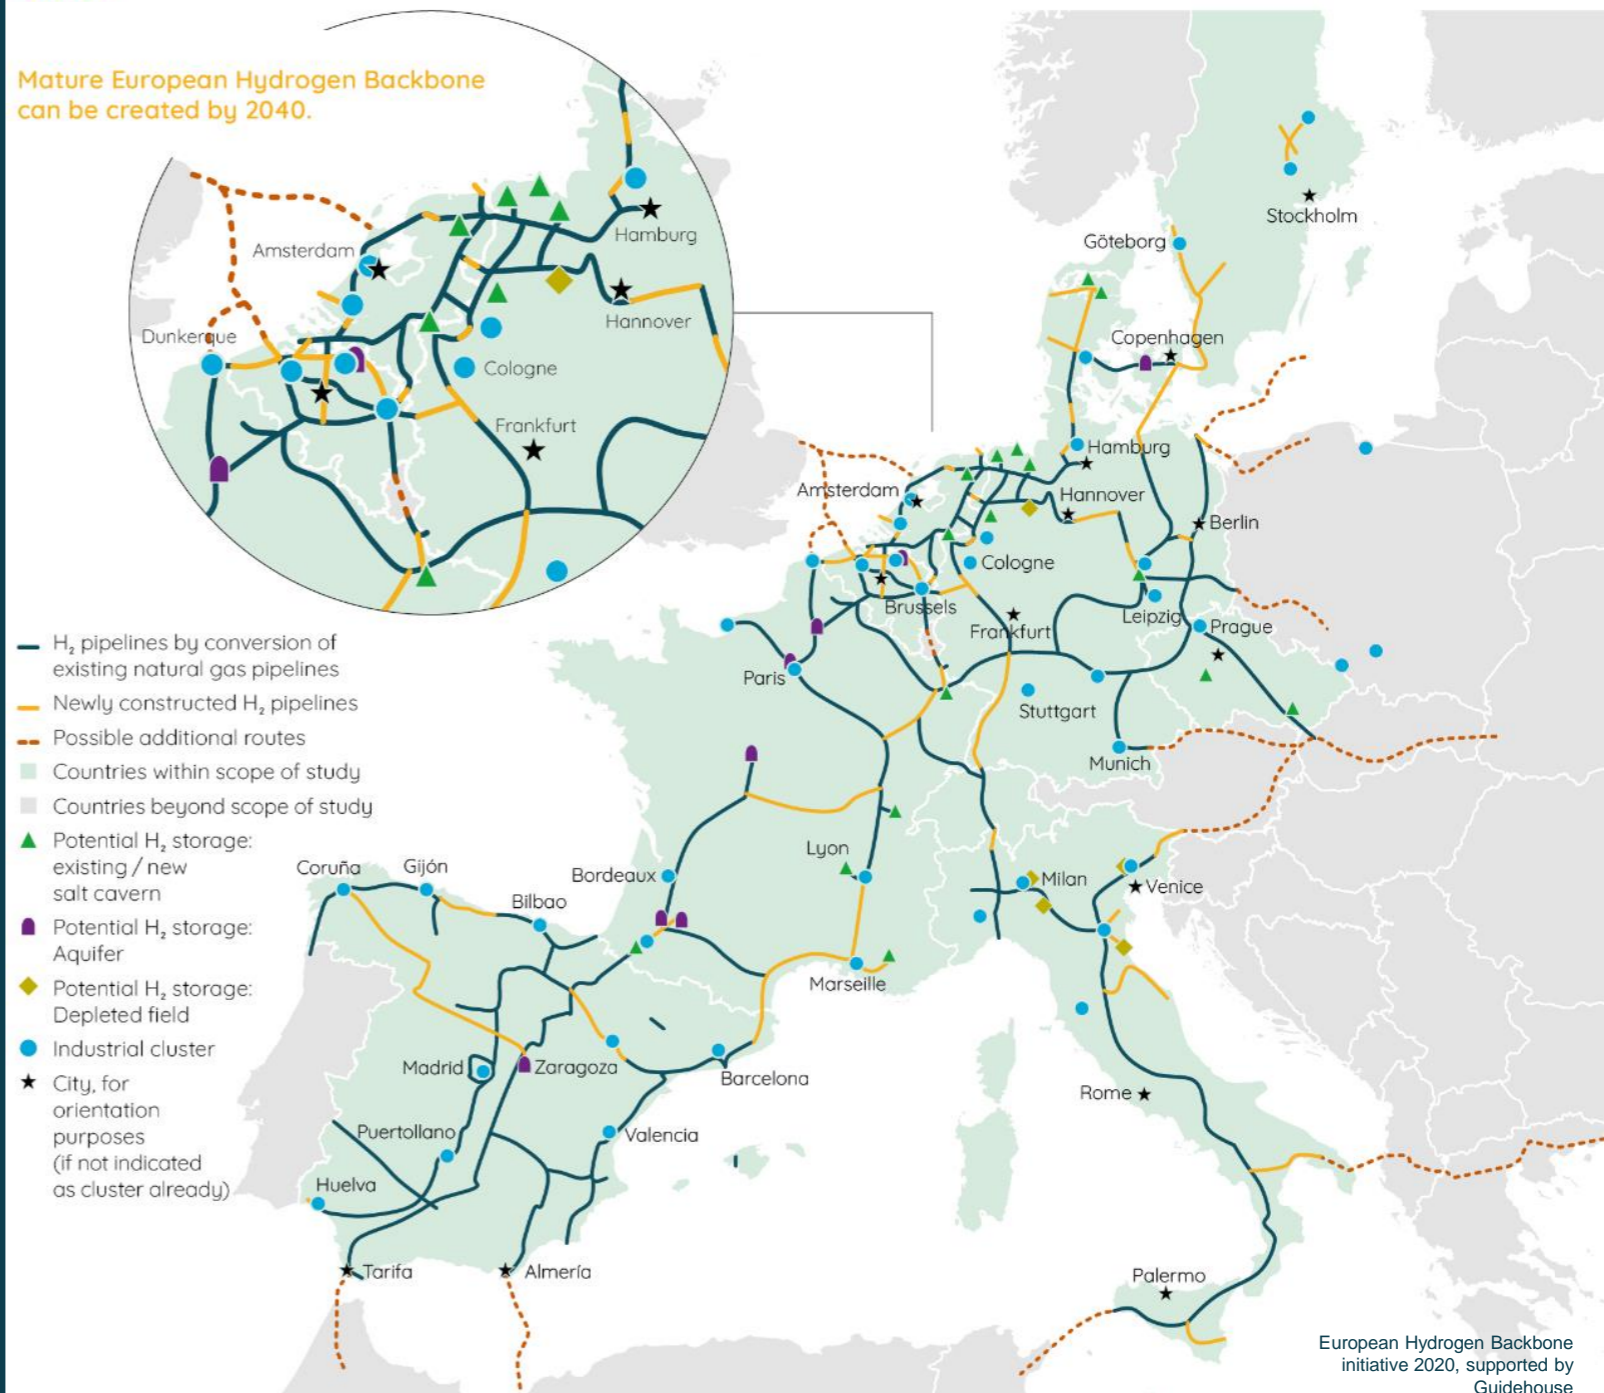 Mature European Hydrogen Backbone
can be created by 2040.
Amsterdam
Hamburg
Hannover
Dunkerque
Cologne
Frankfurt
H₂ pipelines by conversion of
existing natural gas pipelines
Newly constructed H₂ pipelines
Possible additional routes
Countries within scope of study
Countries beyond scope of study
Potential H₂ storage:
existing / new
salt cavern
Potential H₂ storage:
Aquifer
Potential H₂ storage:
Depleted field
Industrial cluster
City, for
orientation
purposes
(if not indicated
as cluster already)
Stockholm
Göteborg
Copenhagen
Hamburg
Amsterdam
Hannover
Berlin
Cologne
Brussels
Leipzig
Prague
Frankfurt
Paris
Stuttgart
Munich
Lyon
Bordeaux
Milan
Venice
Coruña
Gijón
Bilbao
Marseille
Madrid
Zaragoza
Barcelona
Rome
Puertollano
Valencia
Huelva
Tarifa
Almería
Palermo
European Hydrogen Backbone
initiative 2020, supported by
Guidehouse